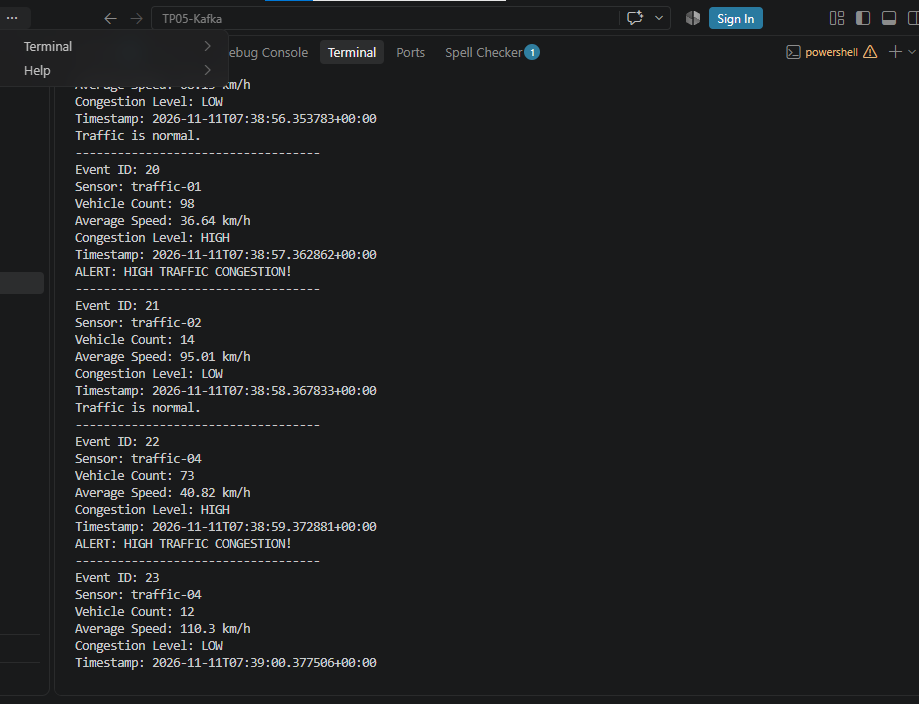 TP05-Kafka
Sign In
Terminal
Help
ebug Console
Terminal
Ports
Spell Checker 1
powershell
km/h
Congestion Level: LOW
Timestamp: 2026-11-11T07:38:56.353783+00:00
Traffic is normal.
----------------------------------
Event ID: 20
Sensor: traffic-01
Vehicle Count: 98
Average Speed: 36.64 km/h
Congestion Level: HIGH
Timestamp: 2026-11-11T07:38:57.362862+00:00
ALERT: HIGH TRAFFIC CONGESTION!
----------------------------------
Event ID: 21
Sensor: traffic-02
Vehicle Count: 14
Average Speed: 95.01 km/h
Congestion Level: LOW
Timestamp: 2026-11-11T07:38:58.367833+00:00
Traffic is normal.
----------------------------------
Event ID: 22
Sensor: traffic-04
Vehicle Count: 73
Average Speed: 40.82 km/h
Congestion Level: HIGH
Timestamp: 2026-11-11T07:38:59.372881+00:00
ALERT: HIGH TRAFFIC CONGESTION!
----------------------------------
Event ID: 23
Sensor: traffic-04
Vehicle Count: 12
Average Speed: 110.3 km/h
Congestion Level: LOW
Timestamp: 2026-11-11T07:39:00.377506+00:00